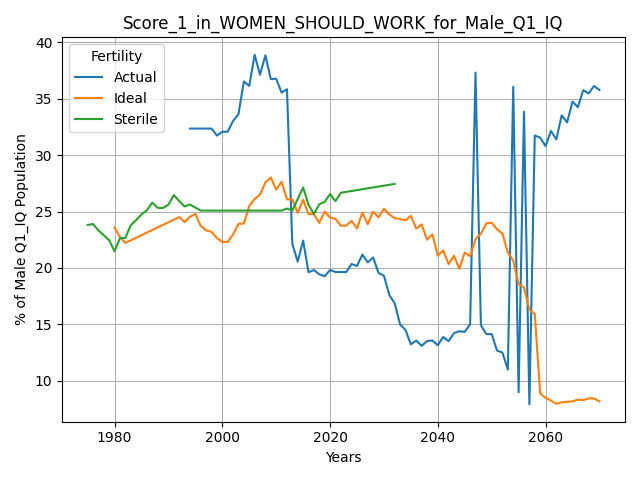 Score_1_in_WOMEN_SHOULD_WORK_for_Male_Q1_IQ
Fertility
Actual
Ideal
Sterile
% of Male Q1_IQ Population
40
35
30
25
20
15
10
1980
2000
2020
2040
2060
Years